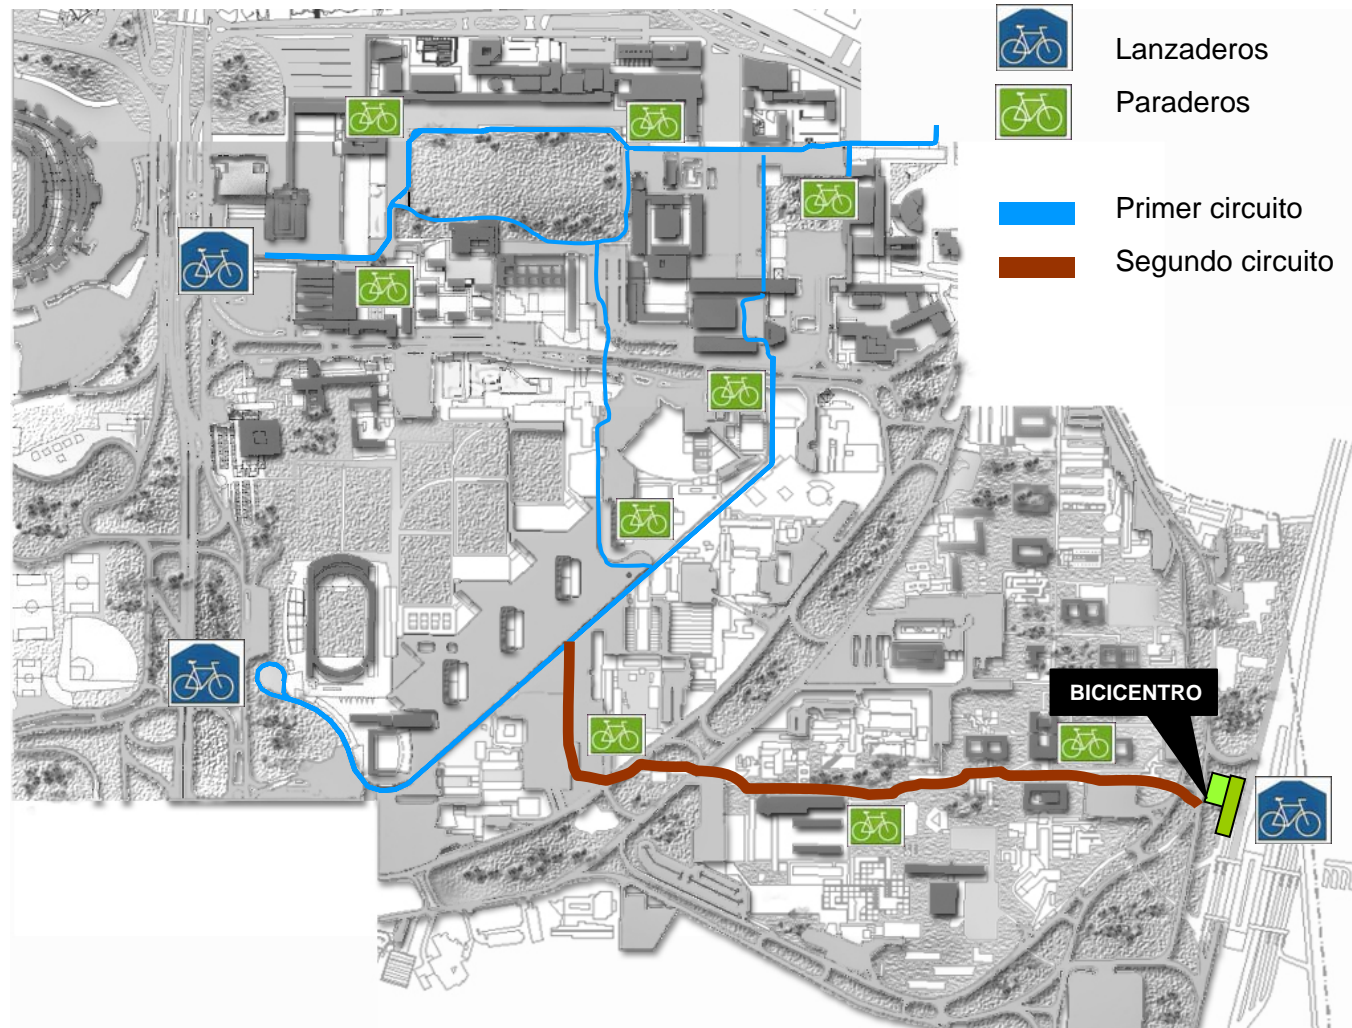 Lanzaderos
Paraderos
Primer circuito
Segundo circuito
BICICENTRO